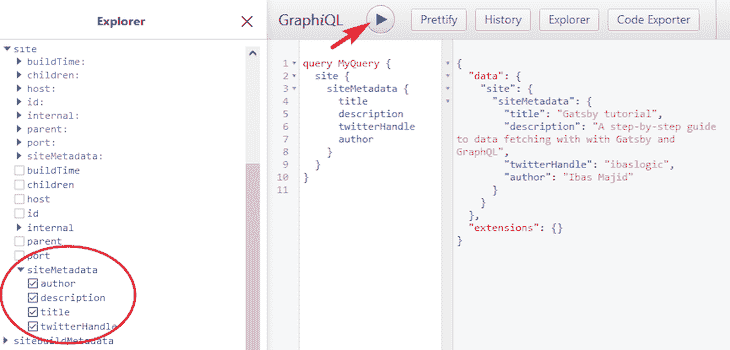 Explorer
site
buildTime:
children:
host:
id:
internal:
parent:
port:
siteMetadata:
buildTime
children
host
id
internal
parent
port
siteMetadata
author
description
title
twitterHandle
sitebuildMetadata
GraphiQL
Prettify
History
Explorer
Code Exporter
1 query MyQuery {
2 site {
3 siteMetadata {
4 title
5 description
6 twitterHandle
7 author
8 }
9 }
10 }
11
{
"data": {
"site": {
"siteMetadata": {
"title": "Gatsby tutorial",
"description": "A step-by-step guide
to data fetching with with Gatsby and
GraphQL",
"twitterHandle": "ibaslogic",
"author": "Ibas Majid"
}
}
},
"extensions": {}
}